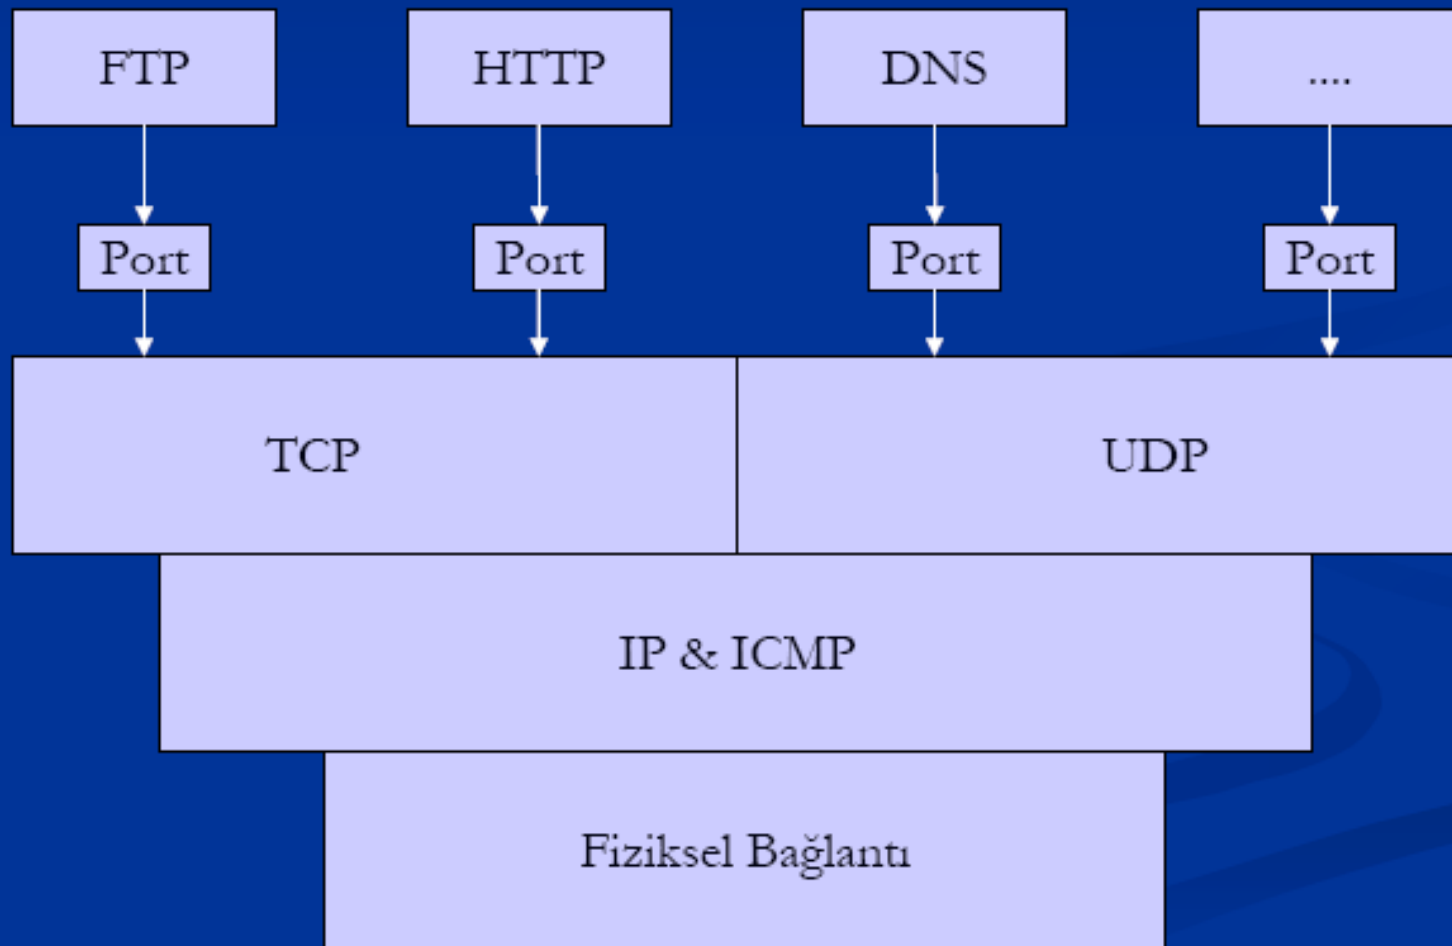 FTP
HTTP
DNS
....
Port
Port
Port
Port
TCP
UDP
IP & ICMP
Fiziksel Bağlantı